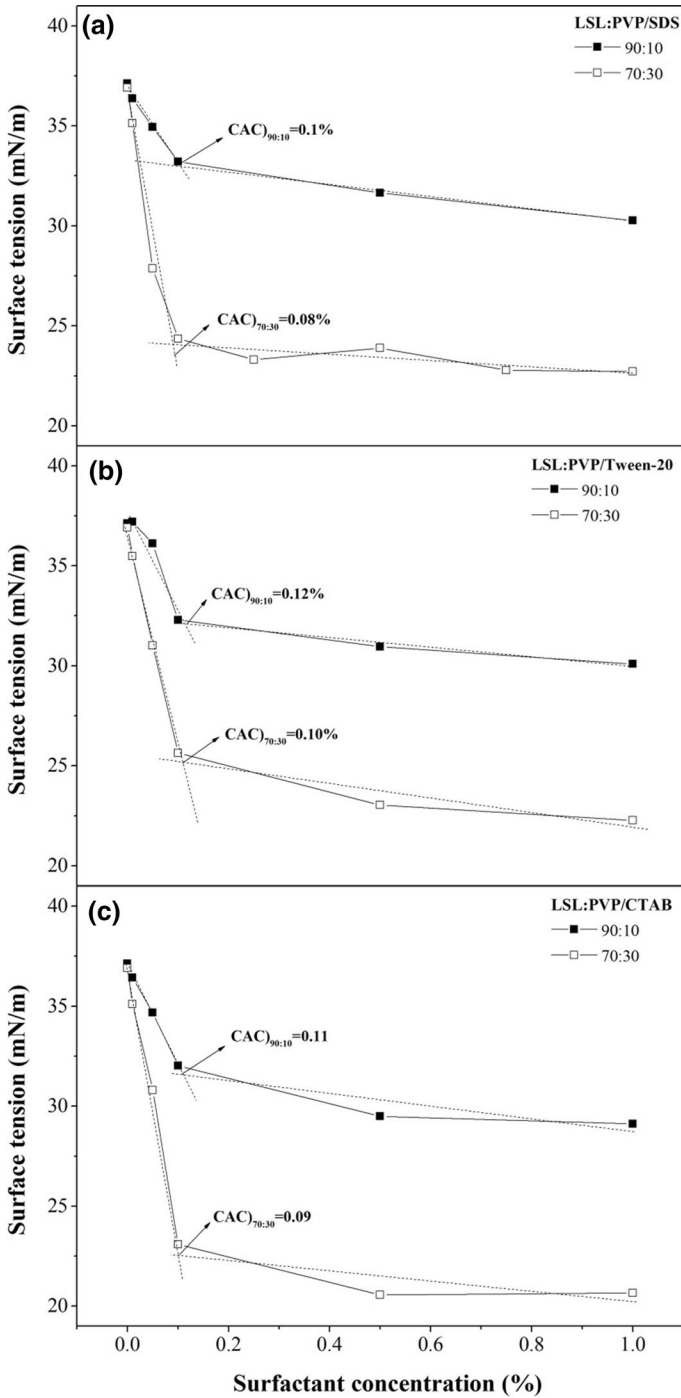 (a)
LSL:PVP/SDS
90:10
70:30
CAC)90:10=0.1%
CAC)70:30=0.08%
40
35
30
25
20
Surface tension (mN/m)
(b)
LSL:PVP/Tween-20
90:10
70:30
CAC)90:10=0.12%
CAC)70:30=0.10%
40
35
30
25
20
Surface tension (mN/m)
(c)
LSL:PVP/CTAB
90:10
70:30
CAC)90:10=0.11
CAC)70:30=0.09
40
35
30
25
20
Surface tension (mN/m)
0.0 0.2 0.4 0.6 0.8 1.0
Surfactant concentration (%)